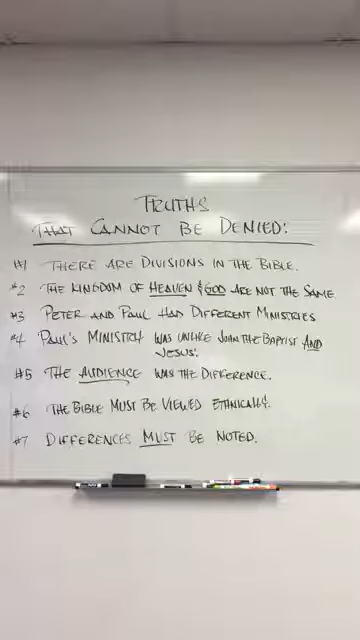 TRUTHS
THAT CANNOT BE DENIED:
#1 THERE ARE DIVISIONS IN THE BIBLE.
#2 THE KINGDOM OF HEAVEN & GOD ARE NOT THE SAME
#3 PETER AND PAUL HAD DIFFERENT MINISTRIES
#4 PAUL'S MINISTRY WAS UNLIKE JOHN THE BAPTIST AND
JESUS'.
#5 THE AUDIENCE WAS THE DIFFERENCE.
#6 THE BIBLE MUST BE VIEWED ETHNICALLY.
#7 DIFFERENCES MUST BE NOTED.